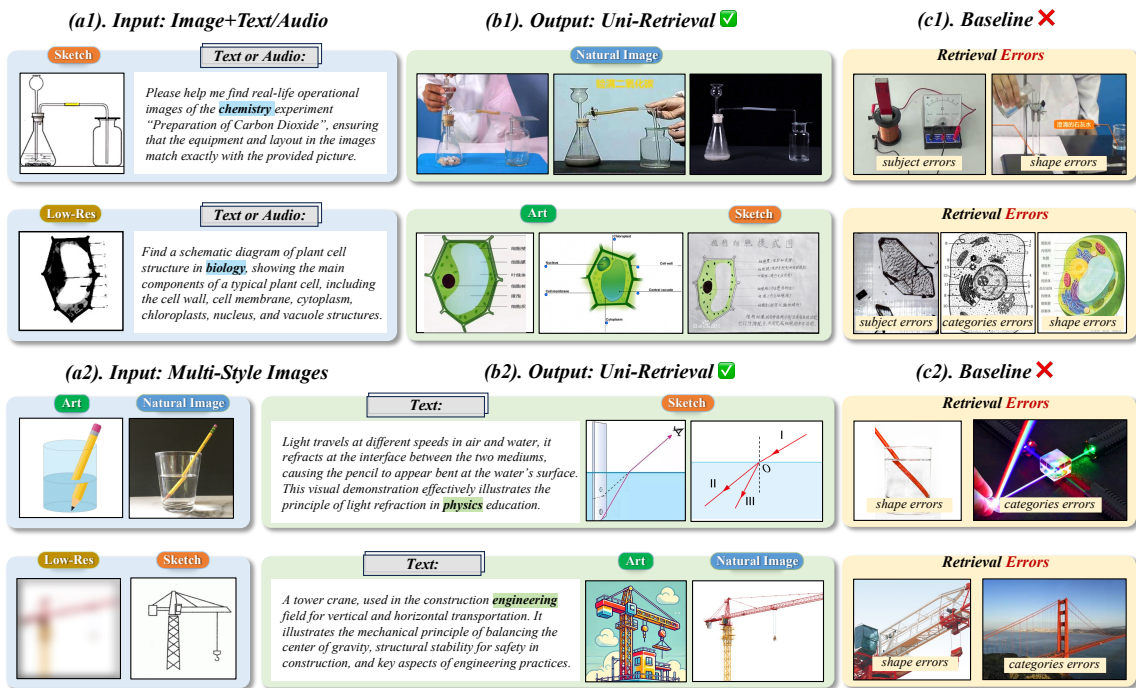 (a1). Input: Image+Text/Audio
(b1). Output: Uni-Retrieval
(c1). Baseline
Sketch
Text or Audio:
Please help me find real-life operational
images of the chemistry experiment
“Preparation of Carbon Dioxide”, ensuring
that the equipment and layout in the images
match exactly with the provided picture.
Natural Image
Retrieval Errors
subject errors
shape errors
Low-Res
Text or Audio:
Find a schematic diagram of plant cell
structure in biology, showing the main
components of a typical plant cell, including
the cell wall, cell membrane, cytoplasm,
chloroplasts, nucleus, and vacuole structures.
Art
Sketch
Chloroplast
Nucleus
Cell wall
Cell membrane
Central vacuole
Cytoplasm
Retrieval Errors
subject errors
categories errors
shape errors
(a2). Input: Multi-Style Images
(b2). Output: Uni-Retrieval
(c2). Baseline
Art
Natural Image
Text:
Light travels at different speeds in air and water, it
refracts at the interface between the two mediums,
causing the pencil to appear bent at the water’s surface.
This visual demonstration effectively illustrates the
principle of light refraction in physics education.
Sketch
I
O
II
III
Retrieval Errors
shape errors
categories errors
Low-Res
Sketch
Text:
A tower crane, used in the construction engineering
field for vertical and horizontal transportation. It
illustrates the mechanical principle of balancing the
center of gravity, structural stability for safety in
construction, and key aspects of engineering practices.
Art
Natural Image
Retrieval Errors
shape errors
categories errors